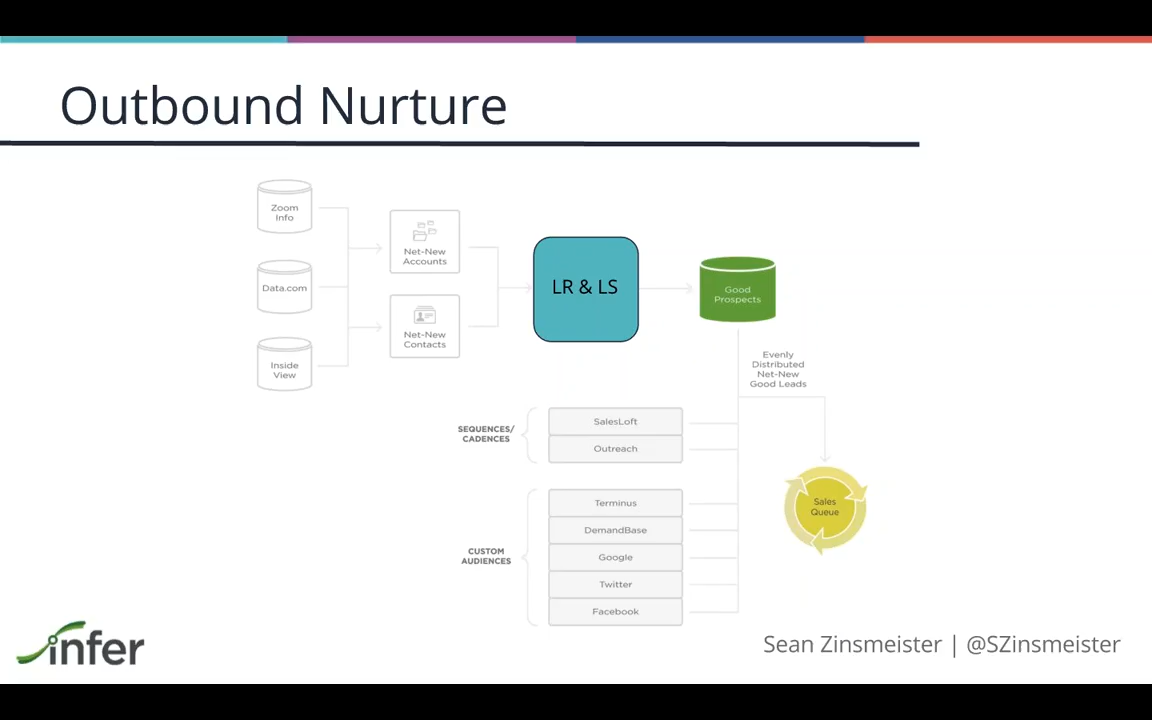 Outbound Nurture
Zoom
Info
Data.com
Inside
View
Net-New
Accounts
Net-New
Contacts
LR & LS
Good
Prospects
Evenly
Distributed
Net-New
Good Leads
SEQUENCES/
CADENCES
SalesLoft
Outreach
CUSTOM
AUDIENCES
Terminus
DemandBase
Google
Twitter
Facebook
Sales
Queue
infer
Sean Zinsmeister | @SZinsmeister